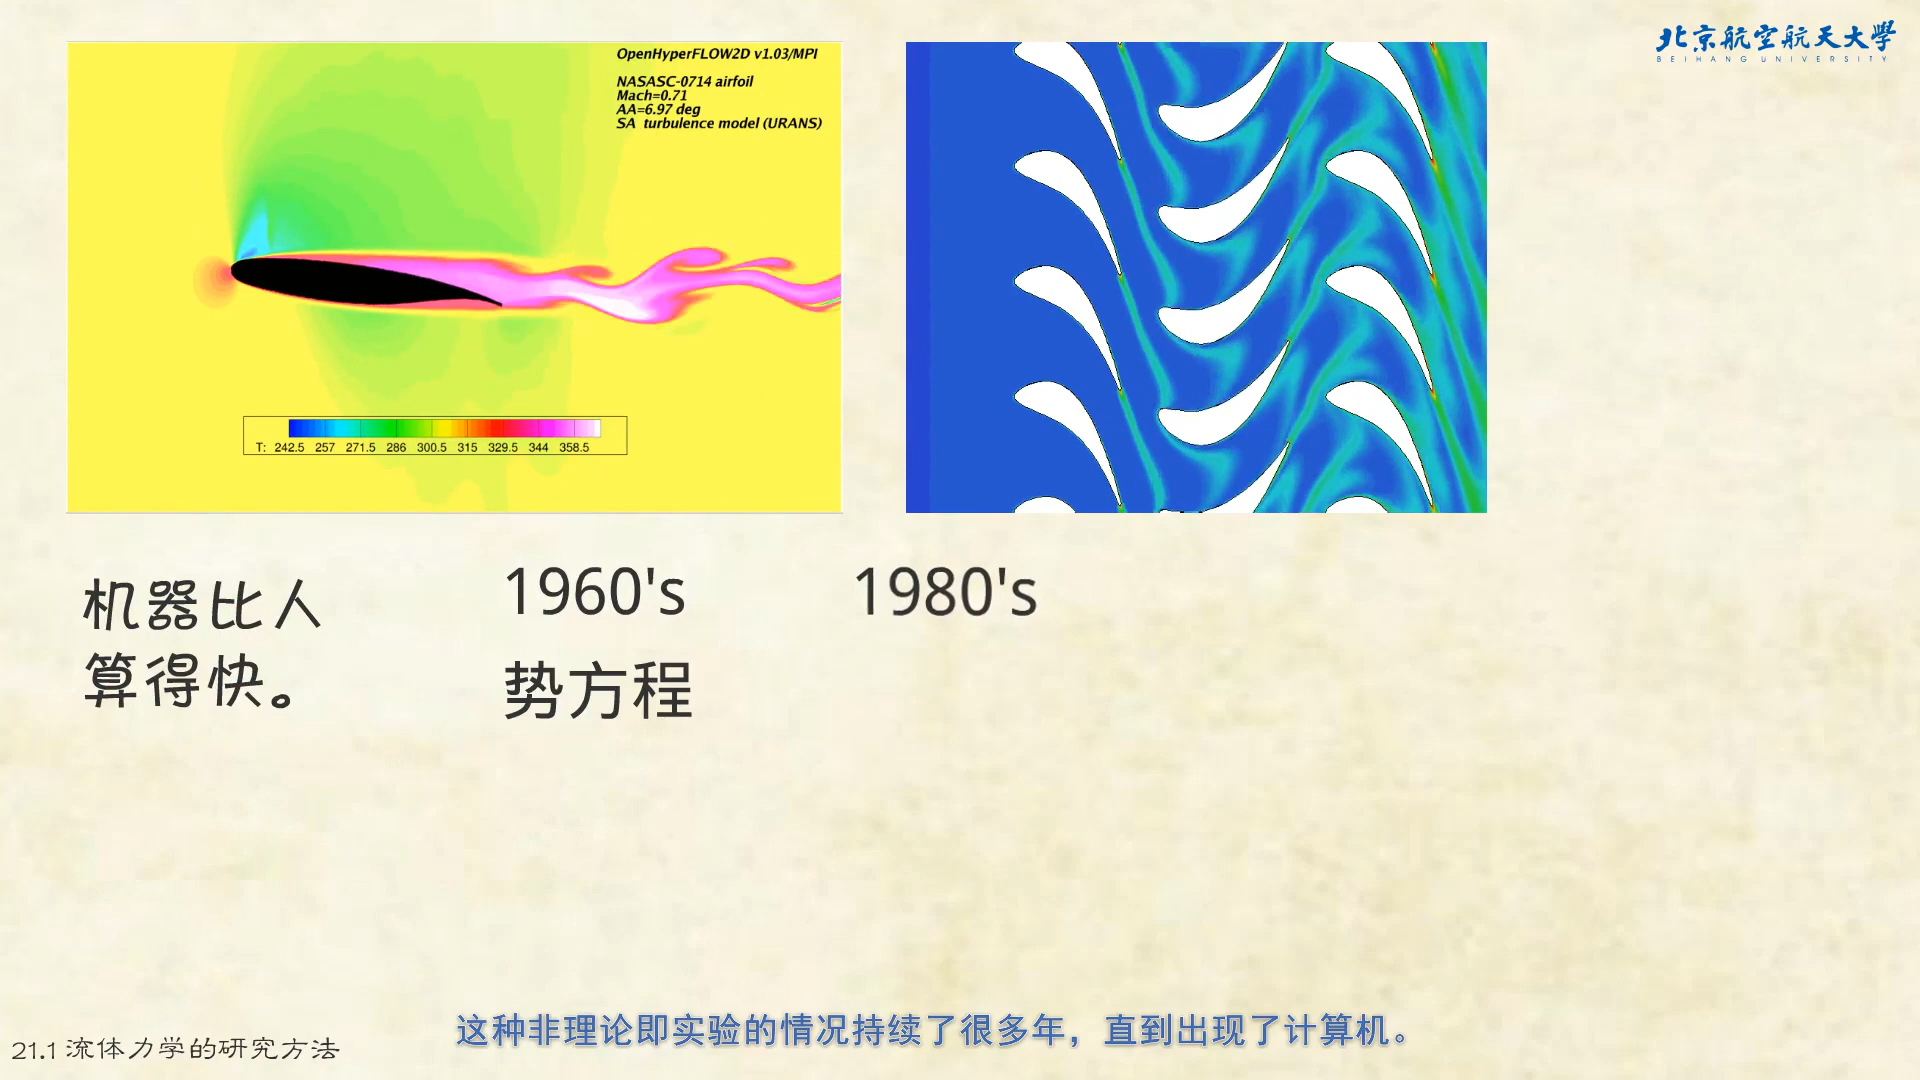 OpenHyperFLOW2D v1.03/MPI
NASASC-0714 airfoil
Mach=0.71
AA=6.97 deg
SA turbulence model (URANS)
T: 242.5 257 271.5 286 300.5 315 329.5 344 358.5
北京航空航天大學
BEIHANG UNIVERSITY
机器比人
算得快。
1960's
势方程
1980's
这种非理论即实验的情况持续了很多年，直到出现了计算机。
21.1 流体力学的研究方法